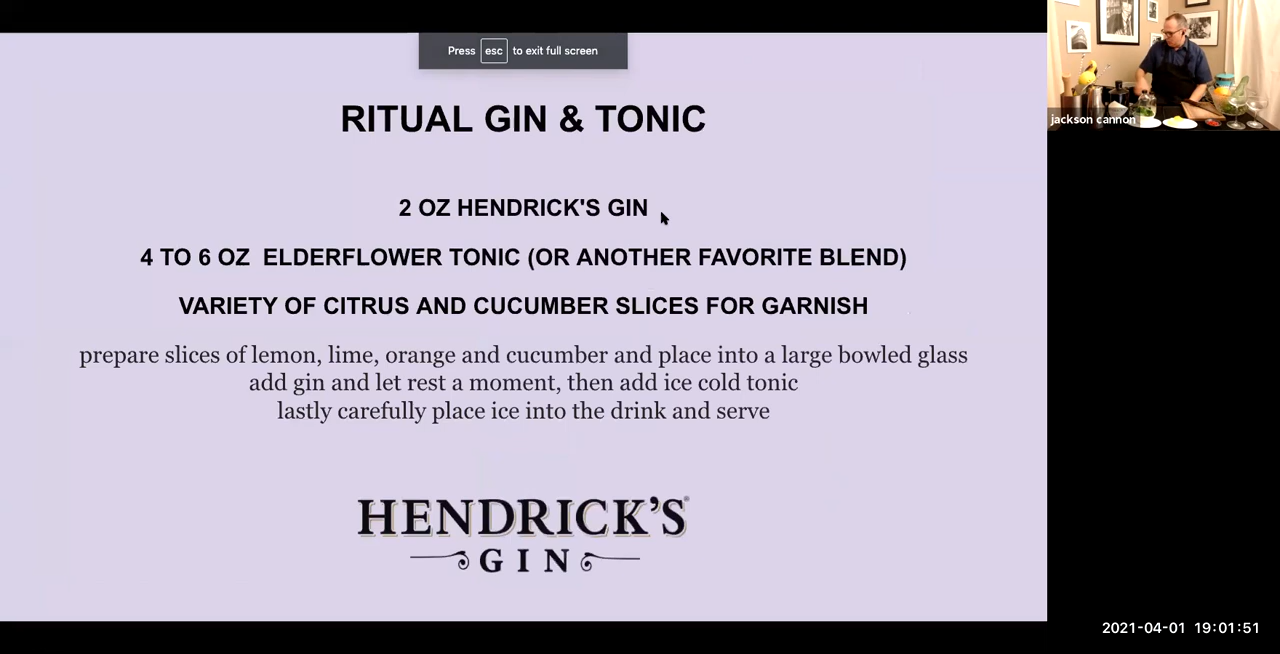 Press esc to exit full screen
jackson cannon
RITUAL GIN & TONIC
2 OZ HENDRICK'S GIN
4 TO 6 OZ ELDERFLOWER TONIC (OR ANOTHER FAVORITE BLEND)
VARIETY OF CITRUS AND CUCUMBER SLICES FOR GARNISH
prepare slices of lemon, lime, orange and cucumber and place into a large bowled glass
add gin and let rest a moment, then add ice cold tonic
lastly carefully place ice into the drink and serve
HENDRICK'S®
GIN
2021-04-01 19:01:51